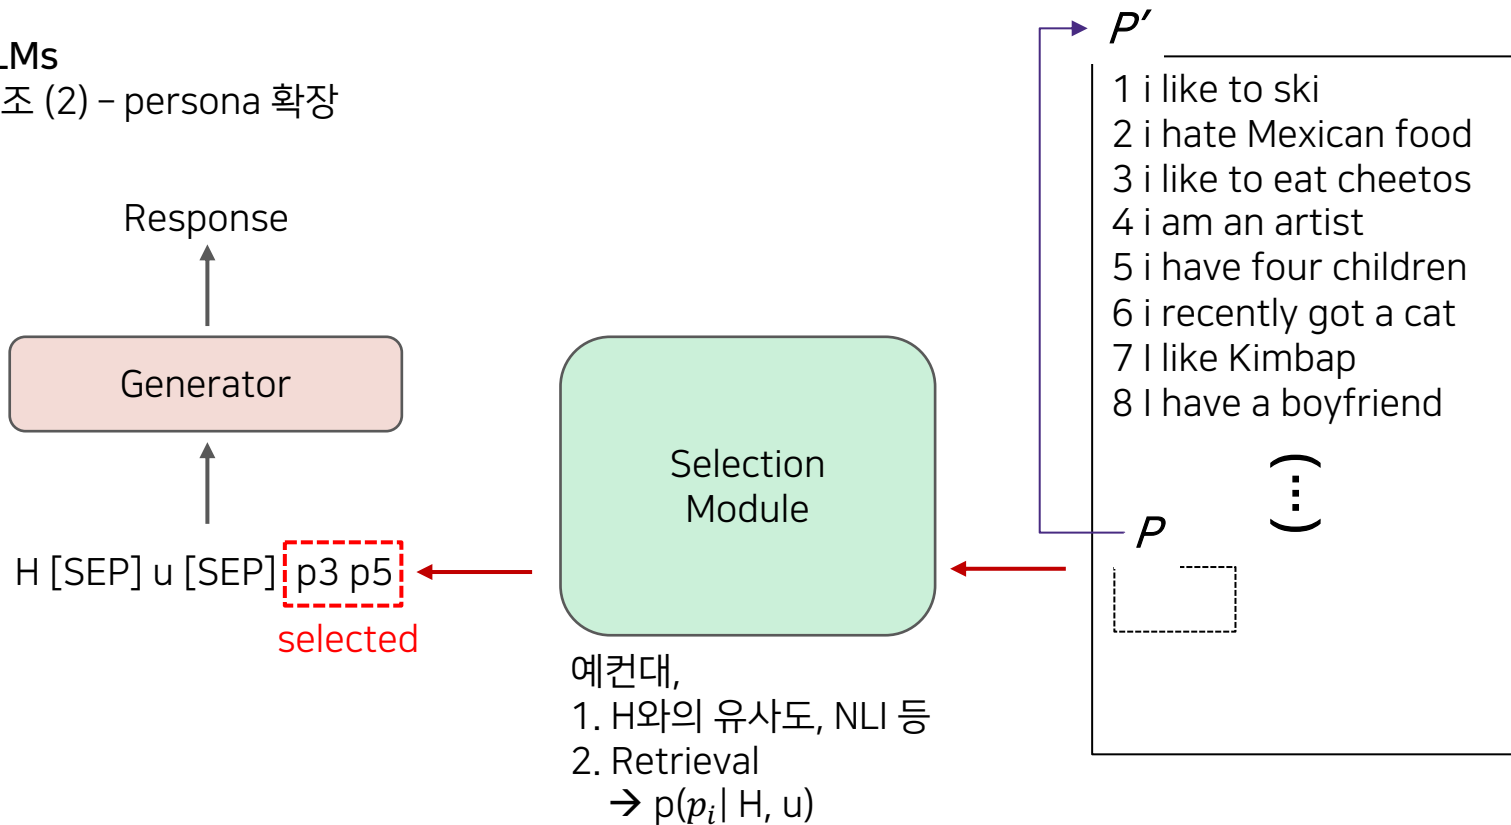 LMs
조 (2) – persona 확장
P′
1 i like to ski
2 i hate Mexican food
3 i like to eat cheetos
4 i am an artist
5 i have four children
6 i recently got a cat
7 I like Kimbap
8 I have a boyfriend
(…)
P
Response
Generator
H [SEP] u [SEP] p3 p5
selected
Selection
Module
예컨대,
1. H와의 유사도, NLI 등
2. Retrieval
→ p(𝑝𝑖| H, u)